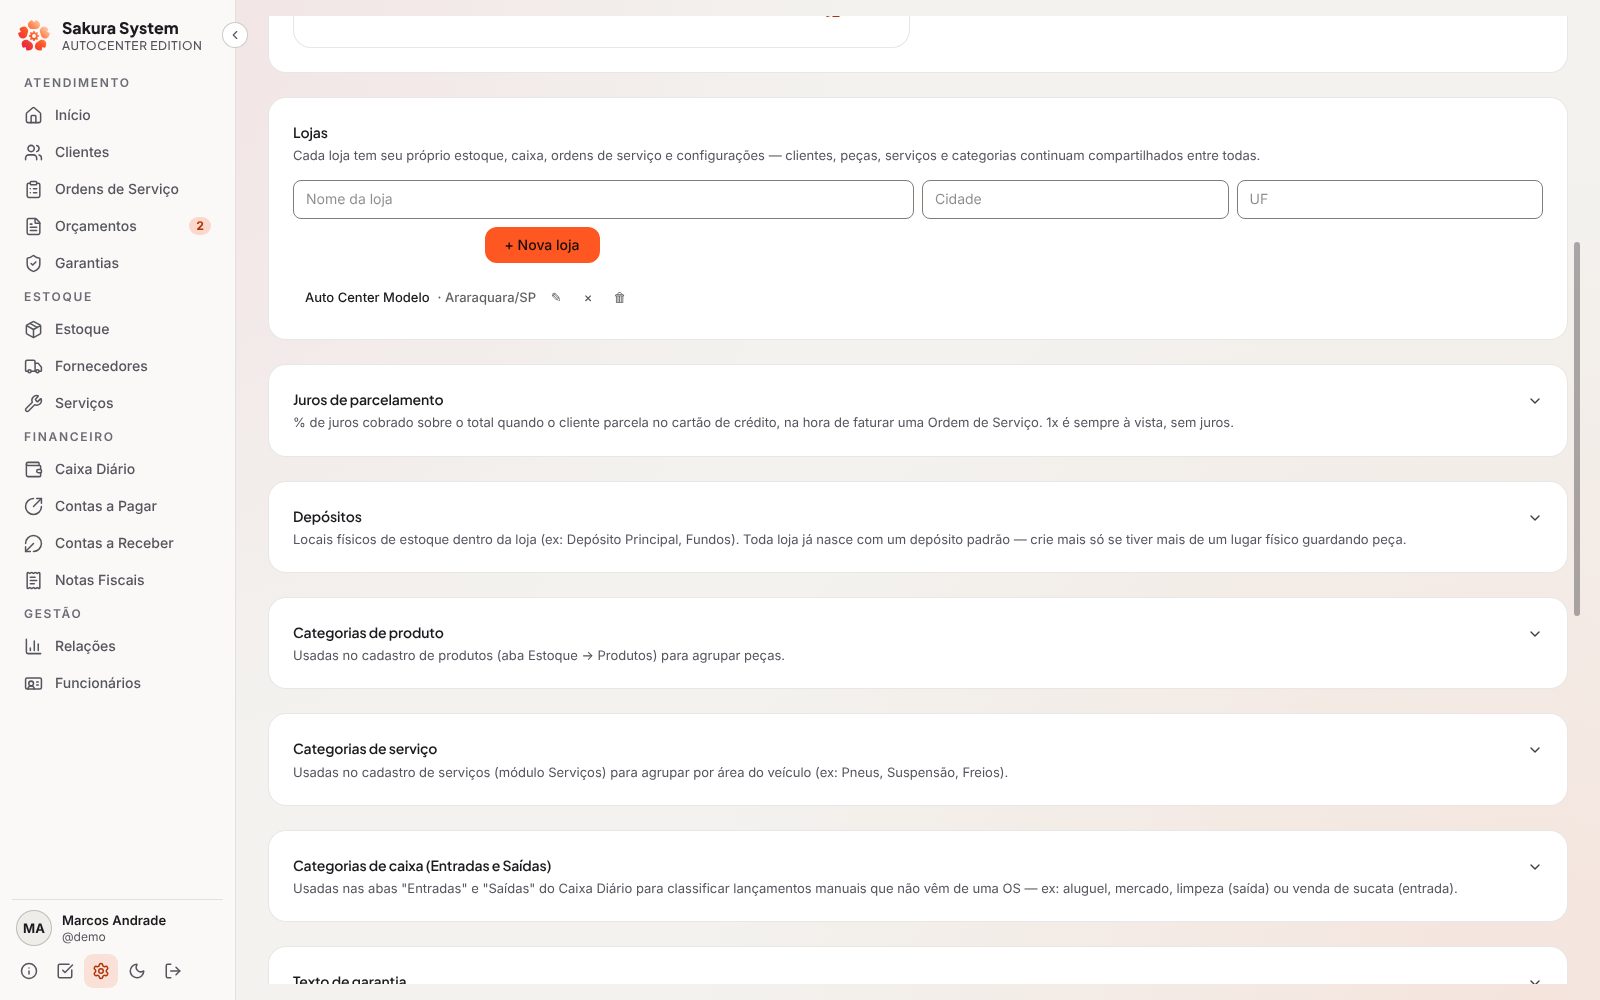 Sakura System
AUTOCENTER EDITION
ATENDIMENTO
Início
Clientes
Ordens de Serviço
Orçamentos 2
Garantias
ESTOQUE
Estoque
Fornecedores
Serviços
FINANCEIRO
Caixa Diário
Contas a Pagar
Contas a Receber
Notas Fiscais
GESTÃO
Relações
Funcionários
MA
Marcos Andrade
@demo
Lojas
Cada loja tem seu próprio estoque, caixa, ordens de serviço e configurações — clientes, peças, serviços e categorias continuam compartilhados entre todas.
Nome da loja Cidade UF
+ Nova loja
Auto Center Modelo · Araraquara/SP ✎ × 🗑
Juros de parcelamento
% de juros cobrado sobre o total quando o cliente parcela no cartão de crédito, na hora de faturar uma Ordem de Serviço. 1x é sempre à vista, sem juros.
Depósitos
Locais físicos de estoque dentro da loja (ex: Depósito Principal, Fundos). Toda loja já nasce com um depósito padrão — crie mais só se tiver mais de um lugar físico guardando peça.
Categorias de produto
Usadas no cadastro de produtos (aba Estoque → Produtos) para agrupar peças.
Categorias de serviço
Usadas no cadastro de serviços (módulo Serviços) para agrupar por área do veículo (ex: Pneus, Suspensão, Freios).
Categorias de caixa (Entradas e Saídas)
Usadas nas abas "Entradas" e "Saídas" do Caixa Diário para classificar lançamentos manuais que não vêm de uma OS — ex: aluguel, mercado, limpeza (saída) ou venda de sucata (entrada).
Texto de garantia